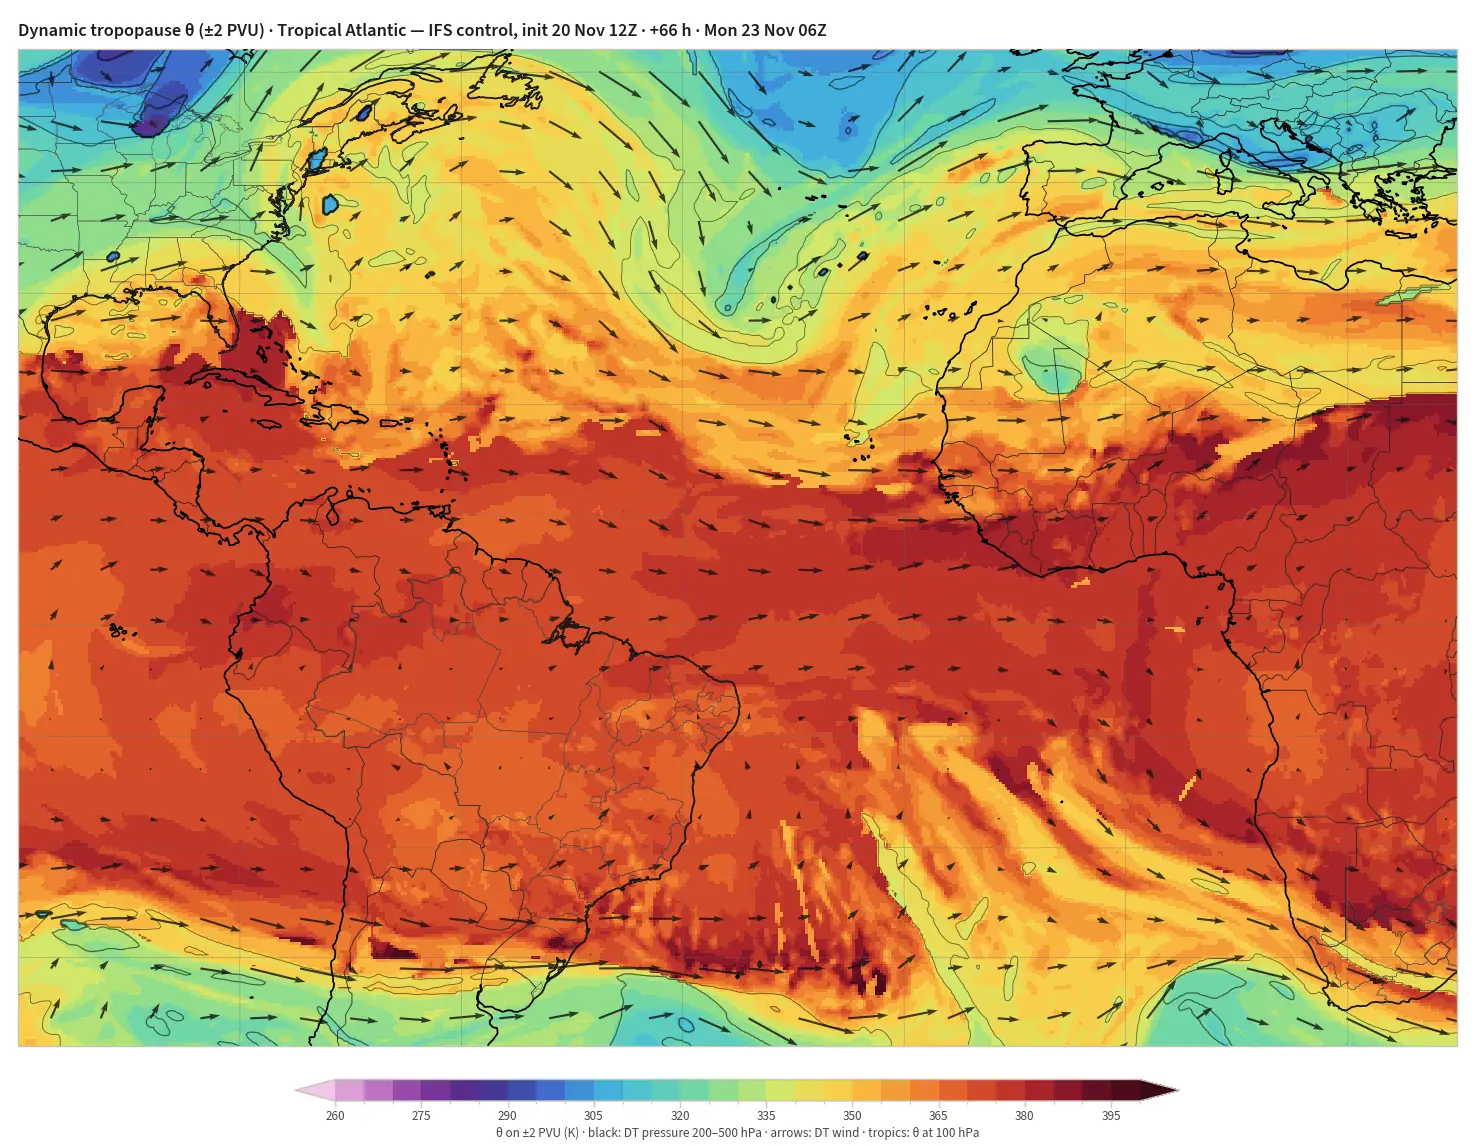 Dynamic tropopause θ (±2 PVU) · Tropical Atlantic — IFS control, init 20 Nov 12Z · +66 h · Mon 23 Nov 06Z
260 275 290 305 320 335 350 365 380 395
θ on ±2 PVU (K) · black: DT pressure 200–500 hPa · arrows: DT wind · tropics: θ at 100 hPa